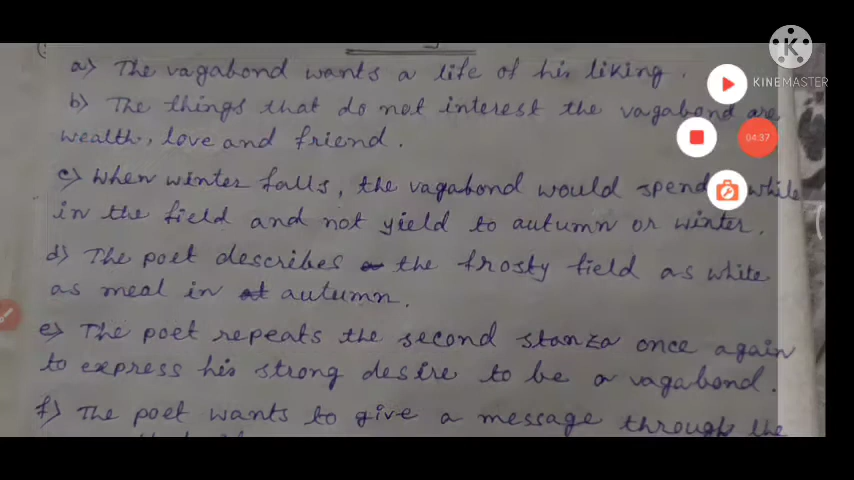 a) The vagabond wants a life of his liking.
b) The things that do not interest the vagabond are
wealth, love and friend.
c) When winter falls, the vagabond would spend while
in the field and not yield to autumn or winter.
d) The poet describes the frosty field as white
as meal in autumn.
e) The poet repeats the second stanza once again
to express his strong desire to be a vagabond.
f) The poet wants to give a message through the
K
KINEMASTER
04:37